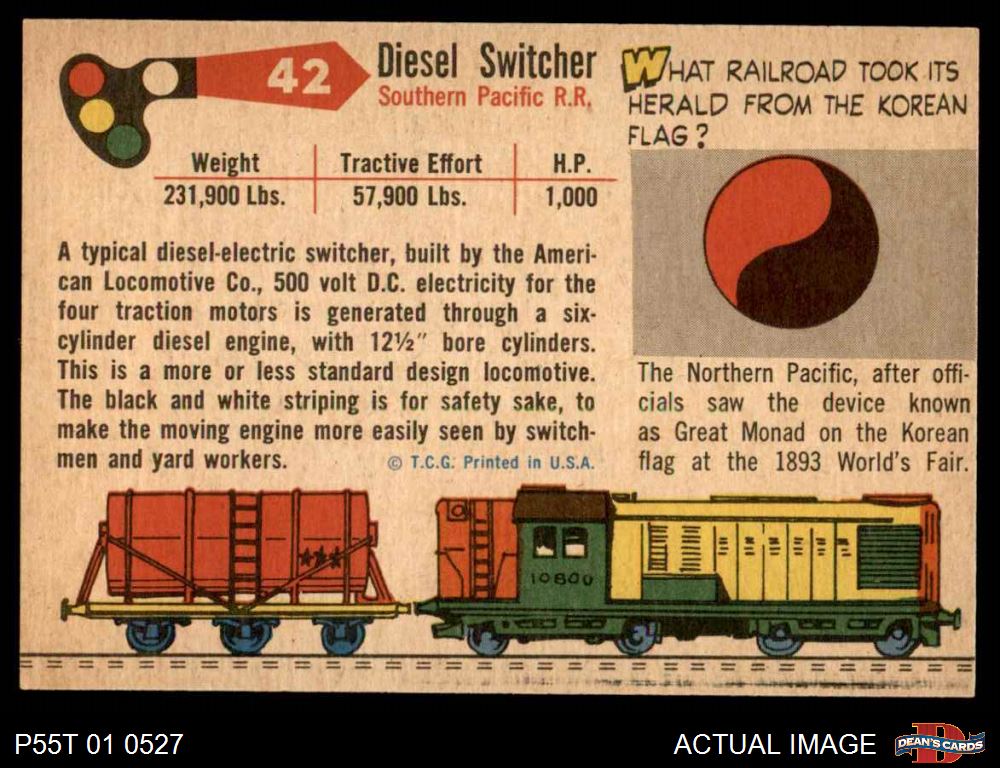 42
Diesel Switcher
Southern Pacific R.R.
Weight Tractive Effort H.P.
231,900 Lbs. 57,900 Lbs. 1,000
A typical diesel-electric switcher, built by the Ameri-
can Locomotive Co., 500 volt D.C. electricity for the
four traction motors is generated through a six-
cylinder diesel engine, with 12½" bore cylinders.
This is a more or less standard design locomotive.
The black and white striping is for safety sake, to
make the moving engine more easily seen by switch-
men and yard workers.
© T.C.G. Printed in U.S.A.
WHAT RAILROAD TOOK ITS
HERALD FROM THE KOREAN
FLAG?
The Northern Pacific, after offi-
cials saw the device known
as Great Monad on the Korean
flag at the 1893 World's Fair.
10800
P55T 01 0527
ACTUAL IMAGE
D
DEAN'S CARDS